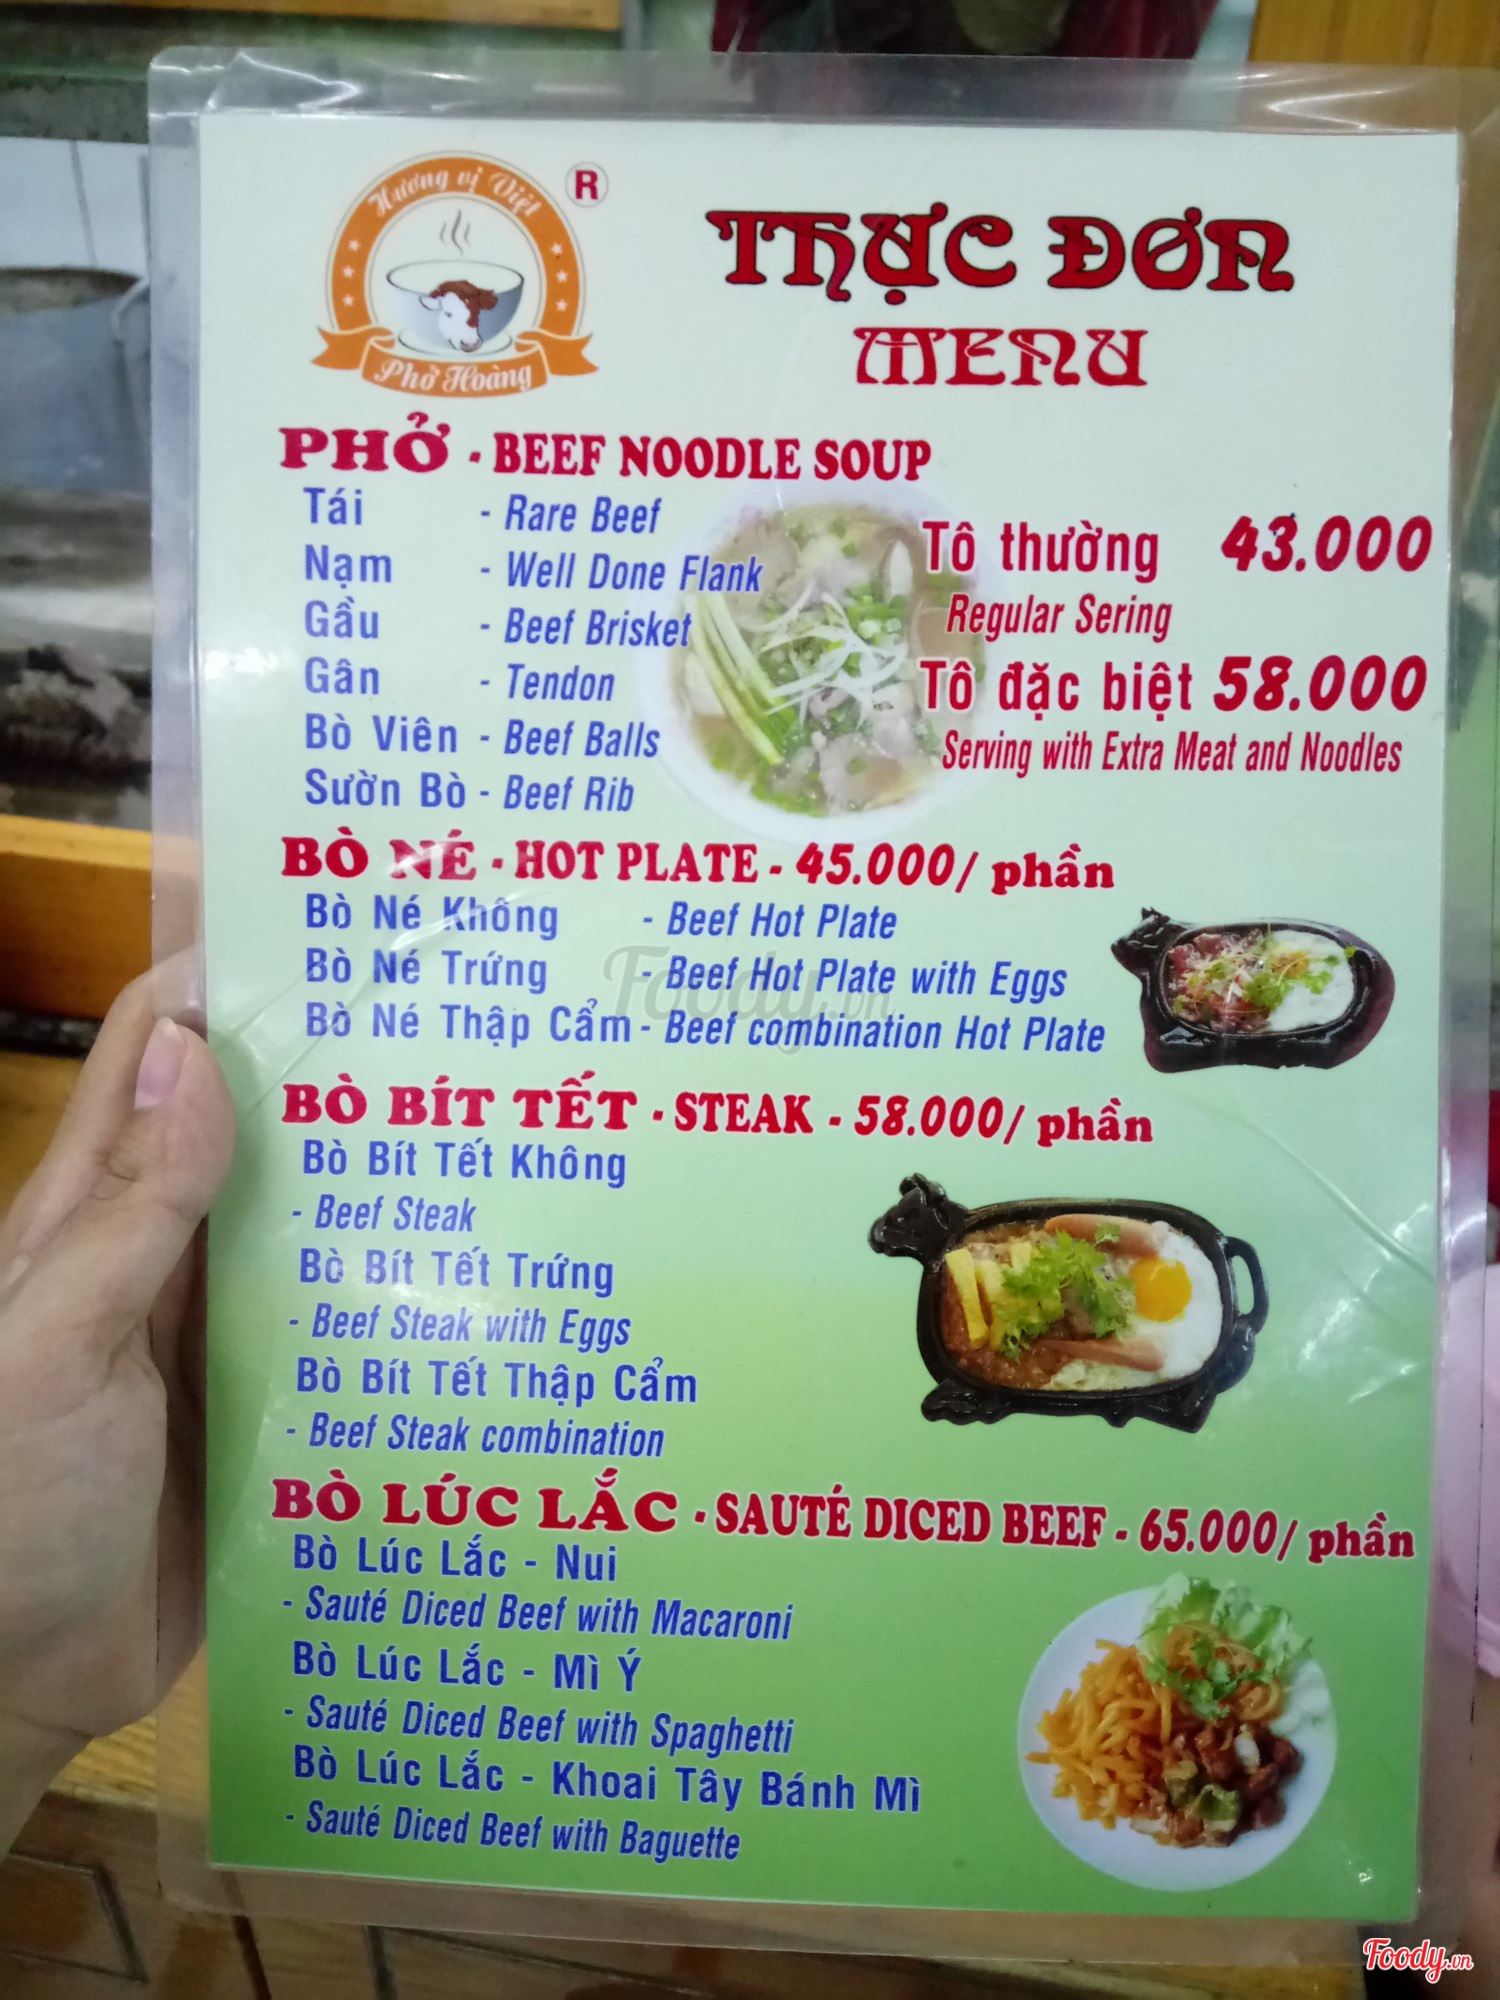 Hương vị Việt
R
Phở Hoàng
THỰC ĐƠN
MENU
PHỞ - BEEF NOODLE SOUP
Tái - Rare Beef
Nạm - Well Done Flank
Gầu - Beef Brisket
Gân - Tendon
Bò Viên - Beef Balls
Sườn Bò - Beef Rib
Tô thường 43.000
Regular Sering
Tô đặc biệt 58.000
Serving with Extra Meat and Noodles
BÒ NÉ - HOT PLATE - 45.000/ phần
Bò Né Không - Beef Hot Plate
Bò Né Trứng - Beef Hot Plate with Eggs
Bò Né Thập Cẩm - Beef combination Hot Plate
Foody.vn
BÒ BÍT TẾT - STEAK - 58.000/ phần
Bò Bít Tết Không
- Beef Steak
Bò Bít Tết Trứng
- Beef Steak with Eggs
Bò Bít Tết Thập Cẩm
- Beef Steak combination
BÒ LÚC LẮC - SAUTÉ DICED BEEF - 65.000/ phần
Bò Lúc Lắc - Nui
- Sauté Diced Beef with Macaroni
Bò Lúc Lắc - Mì Ý
- Sauté Diced Beef with Spaghetti
Bò Lúc Lắc - Khoai Tây Bánh Mì
- Sauté Diced Beef with Baguette
Foody.vn